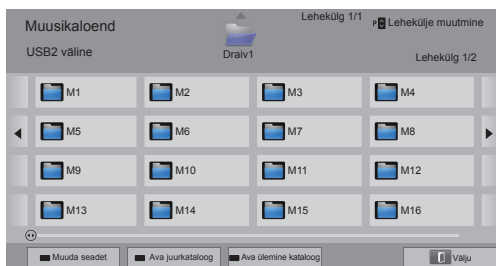 Muusikaloend
Lehekülg 1/1
P Lehekülje muutmine
USB2 väline
Draiv1
Lehekülg 1/2
M1 M2 M3 M4
M5 M6 M7 M8
M9 M10 M11 M12
M13 M14 M15 M16
Muuda seadet Ava juurkataloog Ava ülemine kataloog Välju